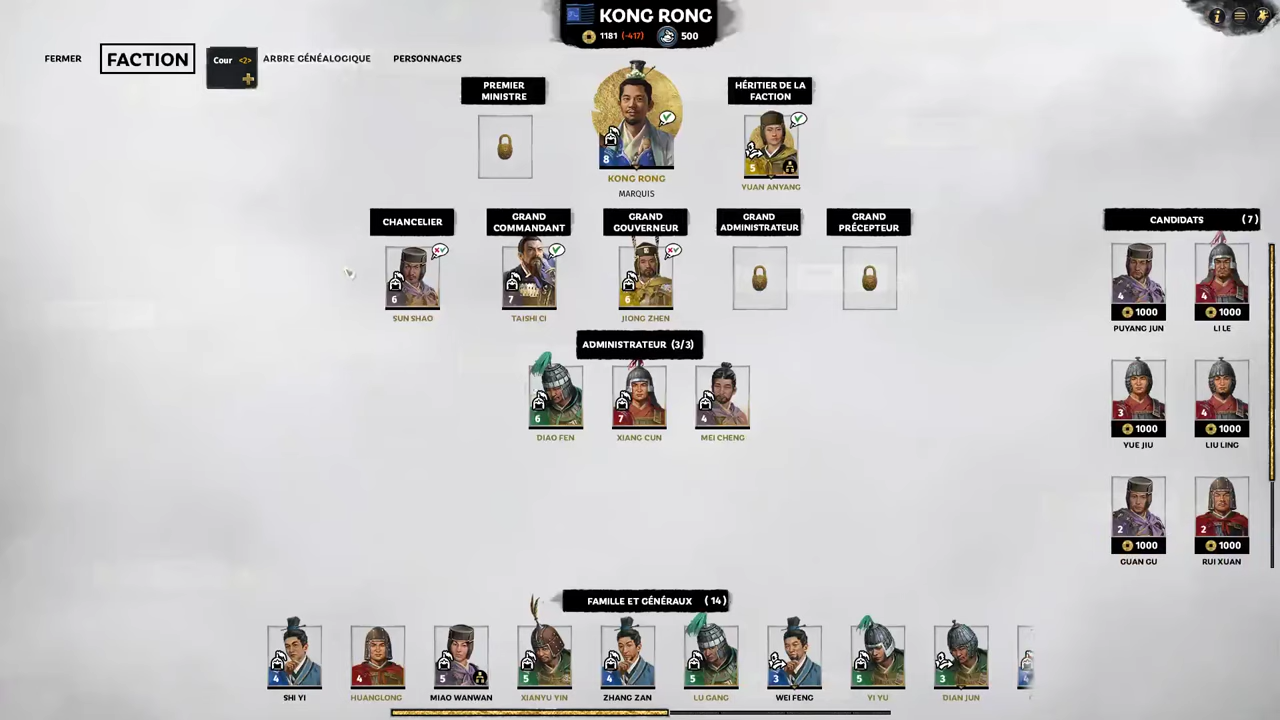 KONG RONG
1181 (-417) 500
FERMER
FACTION
Cour <2>
ARBRE GÉNÉALOGIQUE
PERSONNAGES
PREMIER
MINISTRE
8
KONG RONG
MARQUIS
HÉRITIER DE LA
FACTION
5
YUAN ANYANG
CHANCELIER
6
SUN SHAO
GRAND
COMMANDANT
7
TAISHI CI
GRAND
GOUVERNEUR
6
JIONG ZHEN
GRAND
ADMINISTRATEUR
GRAND
PRÉCEPTEUR
ADMINISTRATEUR (3/3)
6
DIAO FEN
7
XIANG CUN
4
MEI CHENG
CANDIDATS (7)
4
1000
PUYANG JUN
4
1000
LI LE
3
1000
YUE JIU
4
1000
LIU LING
2
1000
GUAN GU
2
1000
RUI XUAN
FAMILLE ET GÉNÉRAUX (14)
4
SHI YI
4
HUANGLONG
5
MIAO WANWAN
5
XIANYU YIN
4
ZHANG ZAN
5
LU GANG
3
WEI FENG
5
YI YU
3
DIAN JUN
4